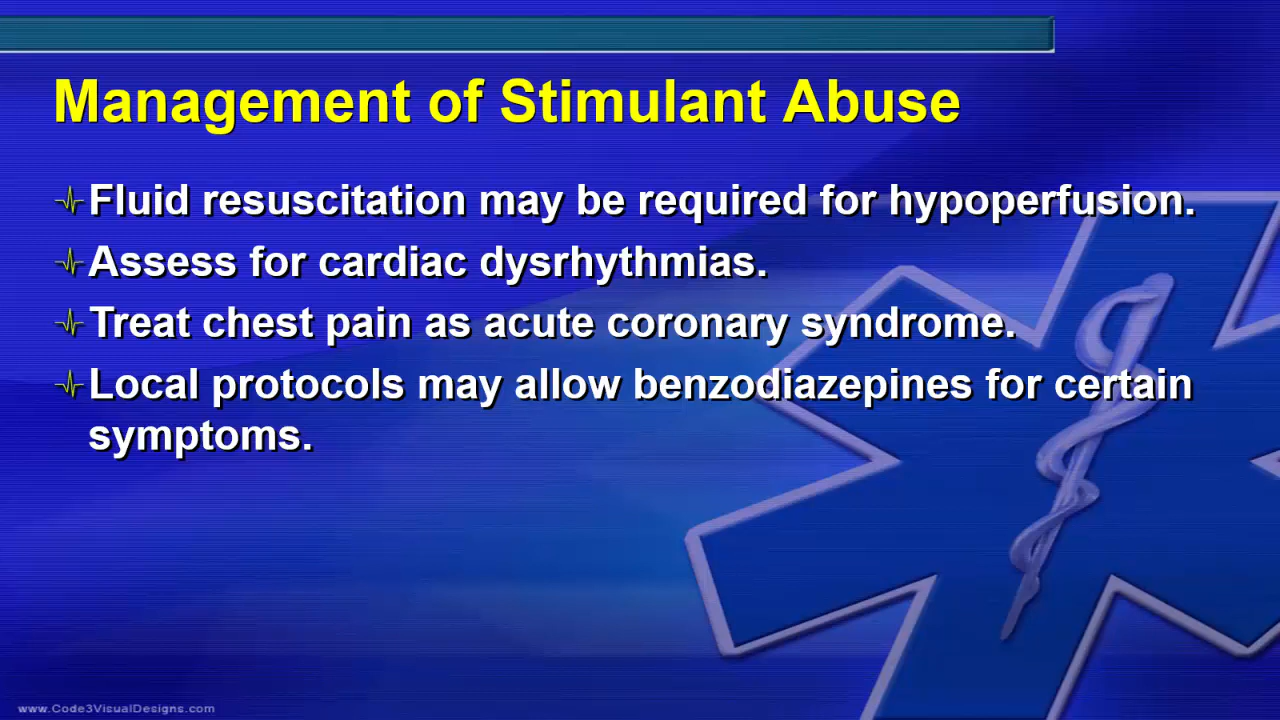 Management of Stimulant Abuse
Fluid resuscitation may be required for hypoperfusion.
Assess for cardiac dysrhythmias.
Treat chest pain as acute coronary syndrome.
Local protocols may allow benzodiazepines for certain
symptoms.
www.Code3VisualDesigns.com